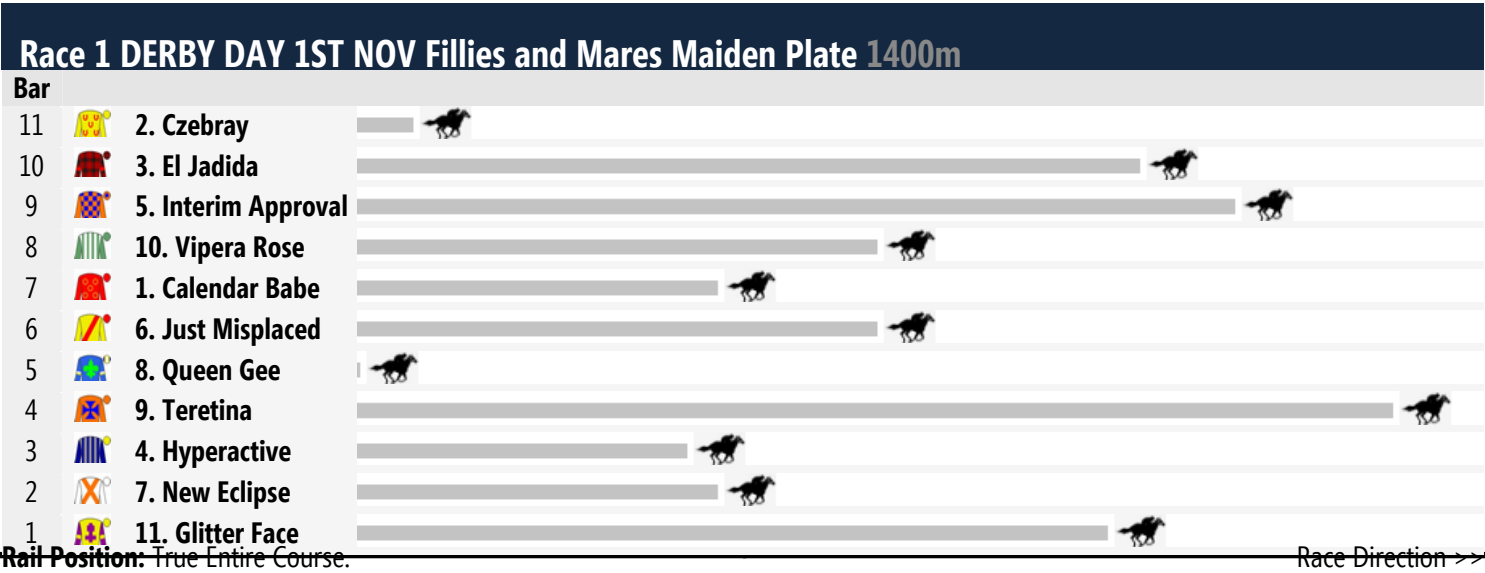 Race 1 DERBY DAY 1ST NOV Fillies and Mares Maiden Plate 1400m
Bar
11 2. Czebray
10 3. El Jadida
9 5. Interim Approval
8 10. Vipera Rose
7 1. Calendar Babe
6 6. Just Misplaced
5 8. Queen Gee
4 9. Teretina
3 4. Hyperactive
2 7. New Eclipse
1 11. Glitter Face
Rail Position: True Entire Course. Race Direction >>